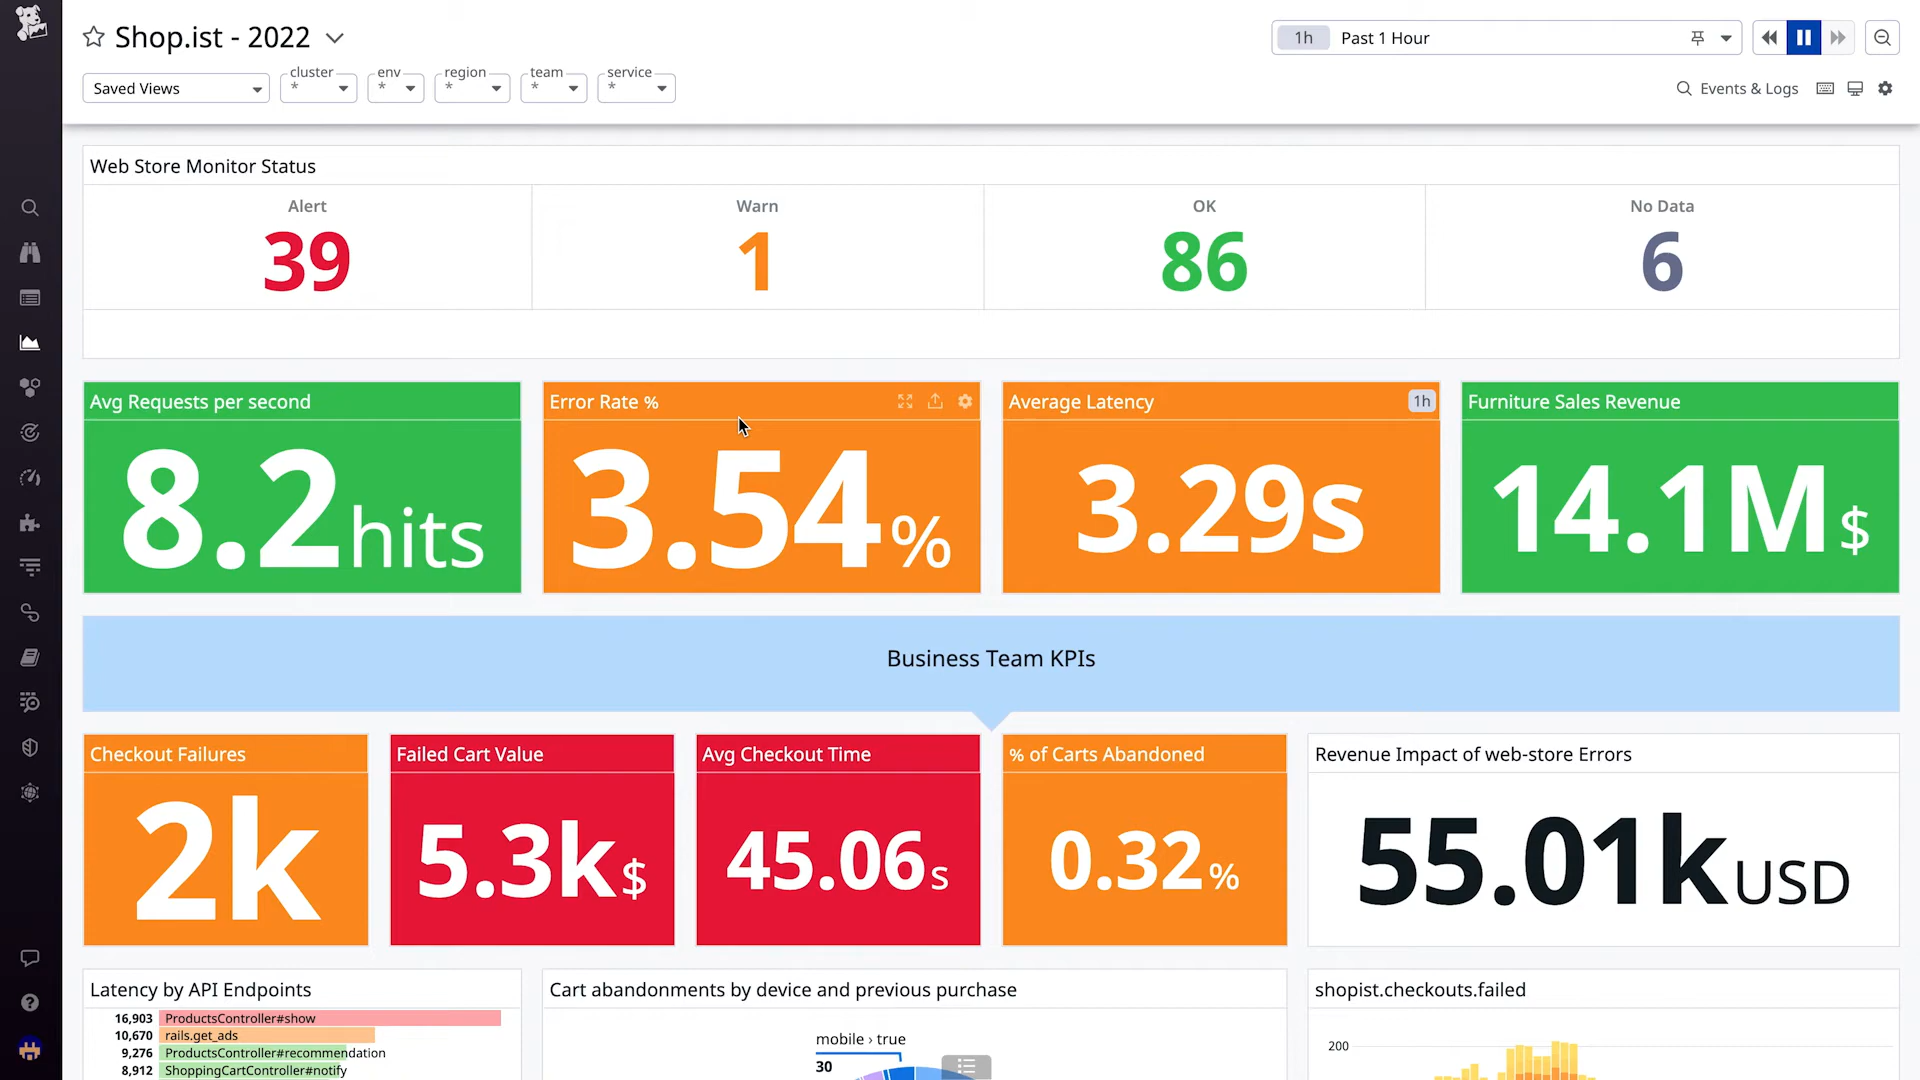 Shop.ist - 2022
1h Past 1 Hour
Saved Views
cluster
*
env
*
region
*
team
*
service
*
Events & Logs
Web Store Monitor Status
Alert
39
Warn
1
OK
86
No Data
6
Avg Requests per second
8.2hits
Error Rate %
3.54%
Average Latency
1h
3.29s
Furniture Sales Revenue
14.1M$
Business Team KPIs
Checkout Failures
2k
Failed Cart Value
5.3k$
Avg Checkout Time
45.06s
% of Carts Abandoned
0.32%
Revenue Impact of web-store Errors
55.01kUSD
Latency by API Endpoints
16,903 ProductsController#show
10,670 rails.get_ads
9,276 ProductsController#recommendation
8,912 ShoppingCartController#notify
Cart abandonments by device and previous purchase
mobile › true
30
shopist.checkouts.failed
200